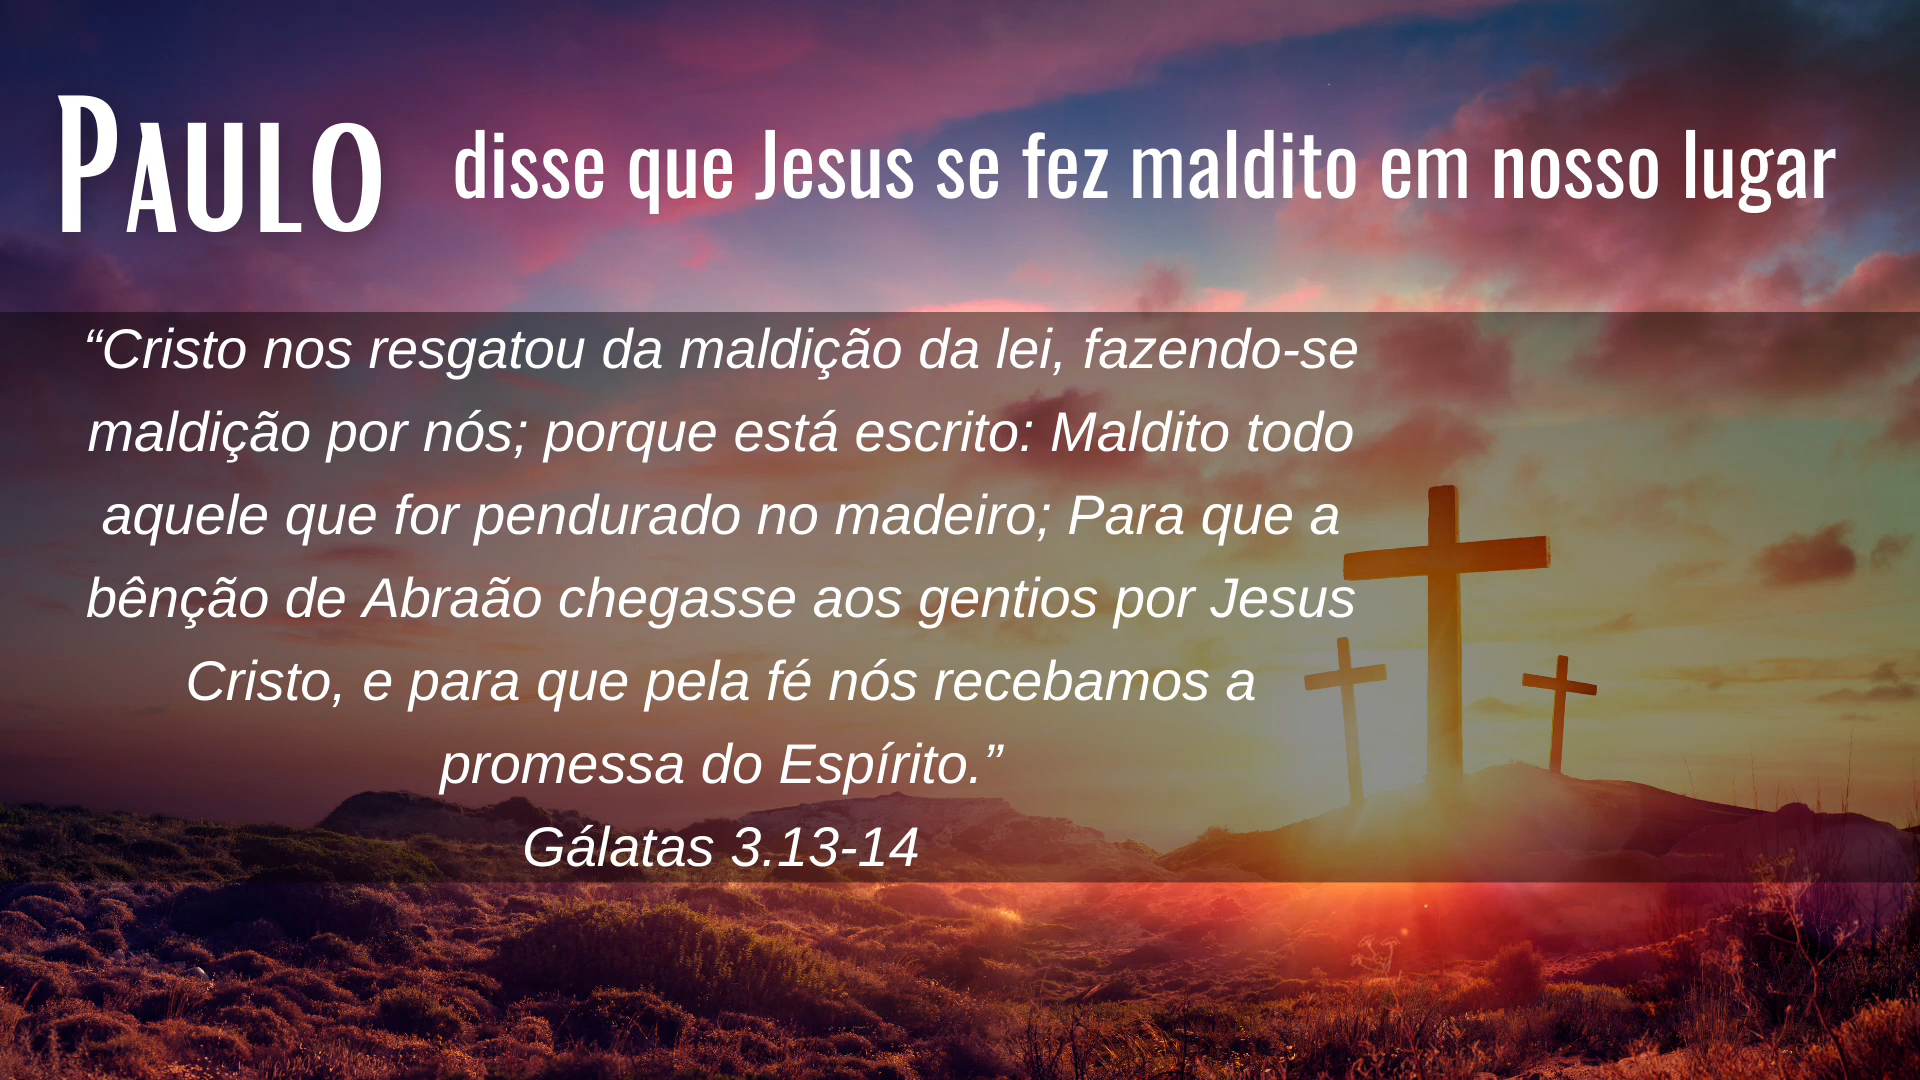 PAULO disse que Jesus se fez maldito em nosso lugar
“Cristo nos resgatou da maldição da lei, fazendo-se
maldição por nós; porque está escrito: Maldito todo
aquele que for pendurado no madeiro; Para que a
bênção de Abraão chegasse aos gentios por Jesus
Cristo, e para que pela fé nós recebamos a
promessa do Espírito.”
Gálatas 3.13-14